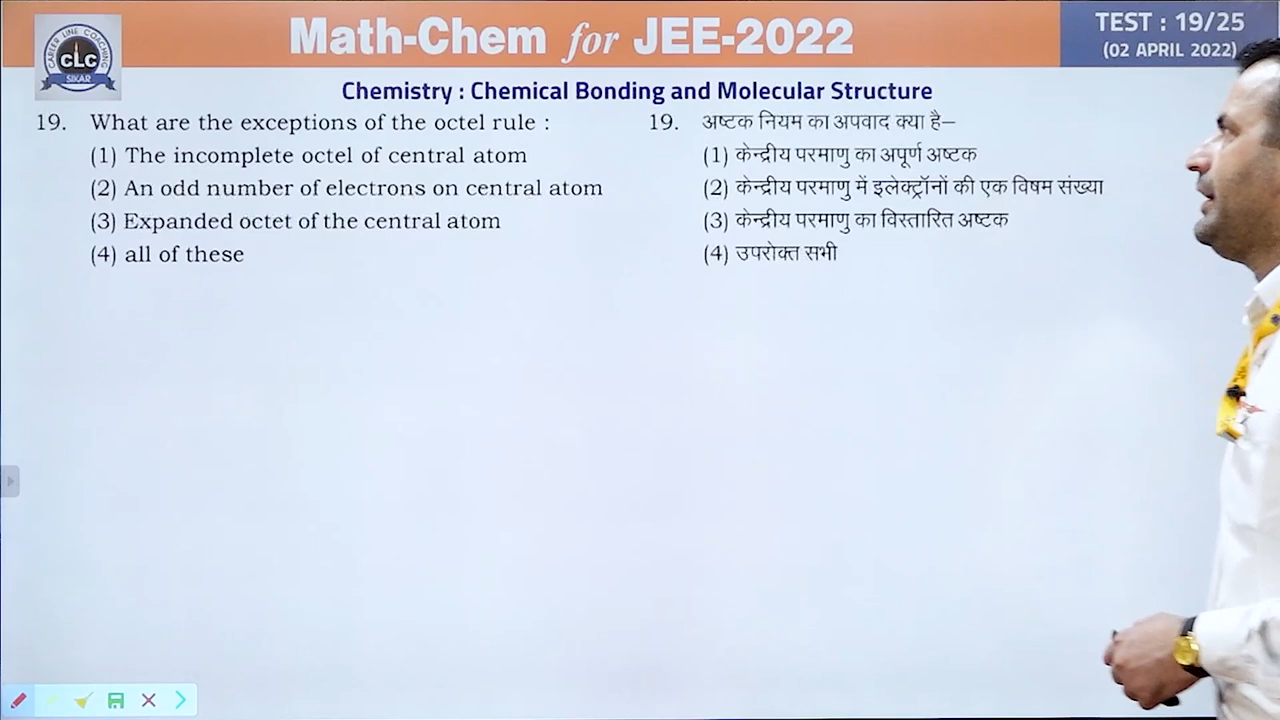 CAREER LINE COACHING
CLC
SIKAR
Math-Chem for JEE-2022
TEST : 19/25
(02 APRIL 2022)
Chemistry : Chemical Bonding and Molecular Structure
19. What are the exceptions of the octel rule :
(1) The incomplete octel of central atom
(2) An odd number of electrons on central atom
(3) Expanded octet of the central atom
(4) all of these
19. अष्टक नियम का अपवाद क्या है–
(1) केन्द्रीय परमाणु का अपूर्ण अष्टक
(2) केन्द्रीय परमाणु में इलेक्ट्रॉनों की एक विषम संख्या
(3) केन्द्रीय परमाणु का विस्तारित अष्टक
(4) उपरोक्त सभी